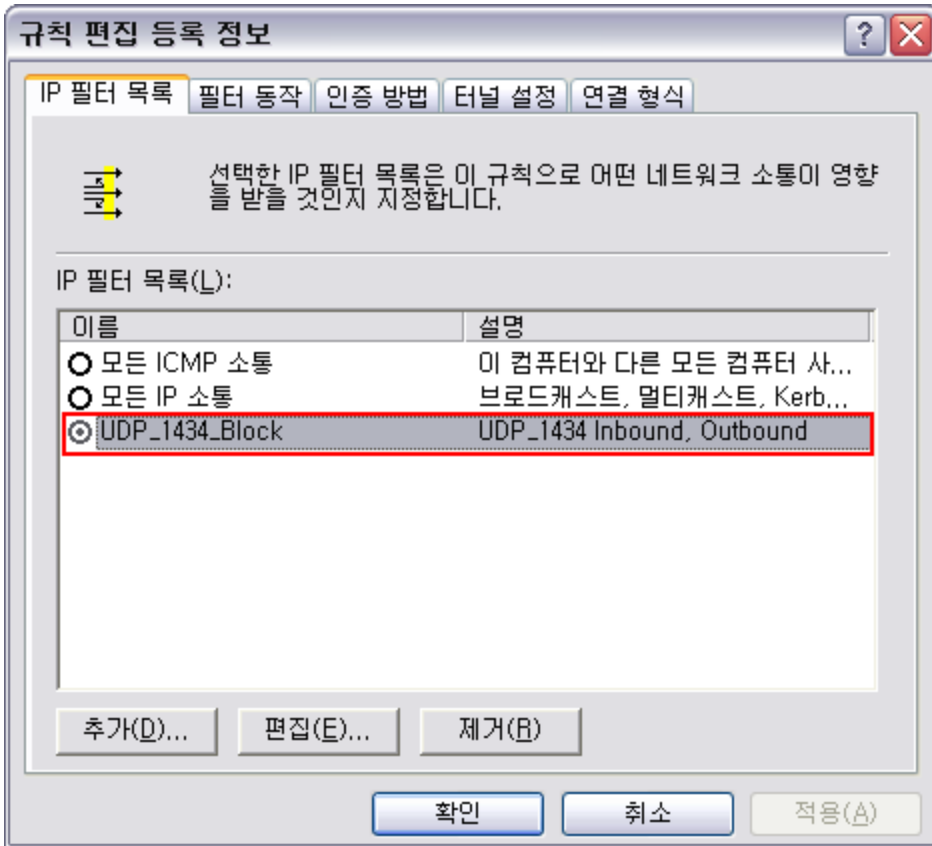 규칙 편집 등록 정보
IP 필터 목록 필터 동작 인증 방법 터널 설정 연결 형식
선택한 IP 필터 목록은 이 규칙으로 어떤 네트워크 소통이 영향
을 받을 것인지 지정합니다.
IP 필터 목록(L):
이름 설명
모든 ICMP 소통 이 컴퓨터와 다른 모든 컴퓨터 사...
모든 IP 소통 브로드캐스트, 멀티캐스트, Kerb...
UDP_1434_Block UDP_1434 Inbound, Outbound
추가(D)... 편집(E)... 제거(R)
확인 취소 적용(A)